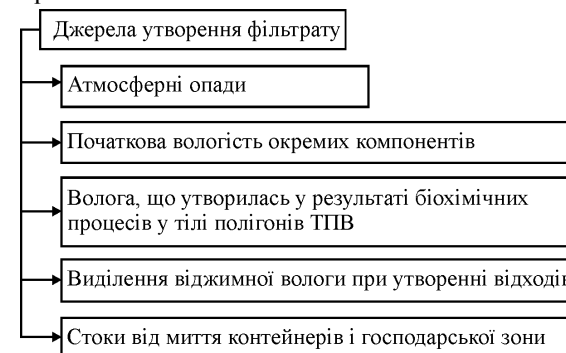 Джерела утворення фільтрату
Атмосферні опади
Початкова вологість окремих компонентів
Волога, що утворилась у результаті біохімічних
процесів у тілі полігонів ТПВ
Виділення віджимної вологи при утворенні відходів
Стоки від миття контейнерів і господарської зони